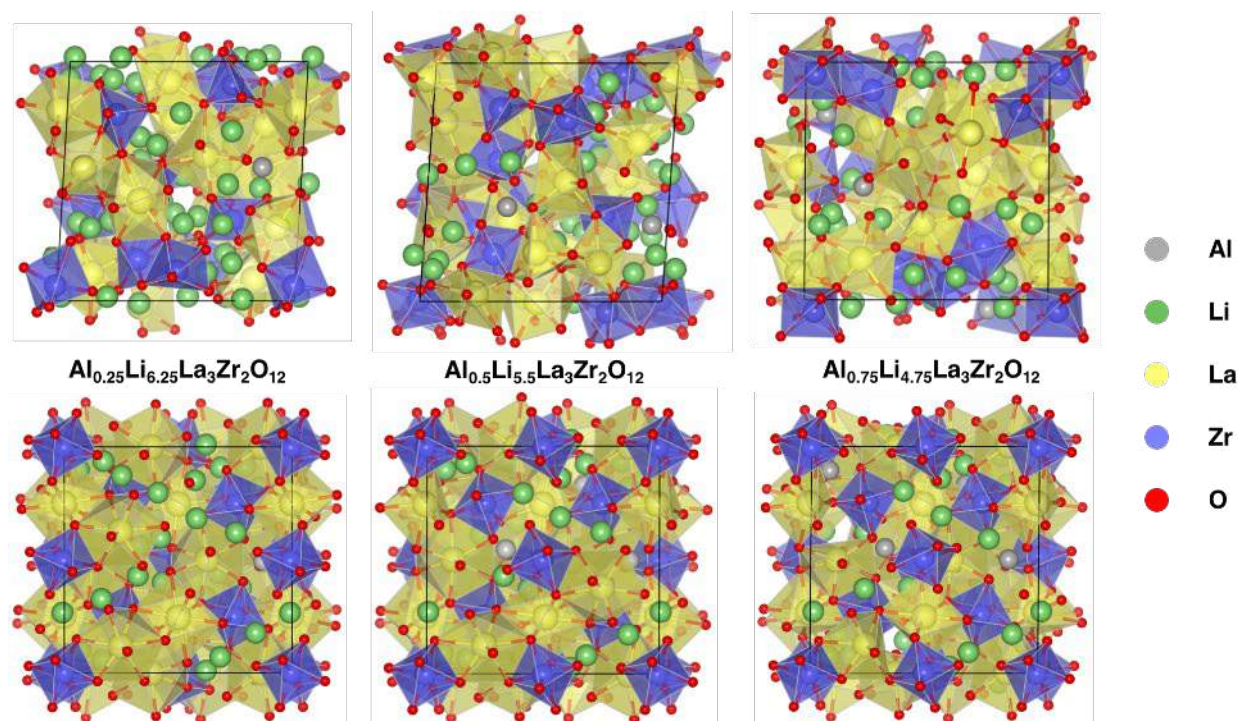 Al₀.₂₅Li₆.₂₅La₃Zr₂O₁₂
Al₀.₅Li₅.₅La₃Zr₂O₁₂
Al₀.₇₅Li₄.₇₅La₃Zr₂O₁₂
Al
Li
La
Zr
O